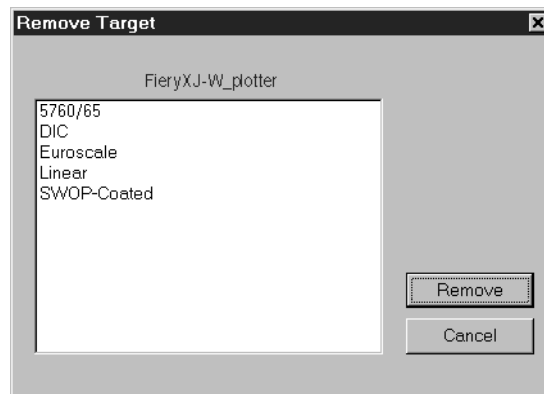 Remove Target
FieryXJ-W_plotter
5760/65
DIC
Euroscale
Linear
SWOP-Coated
Remove
Cancel